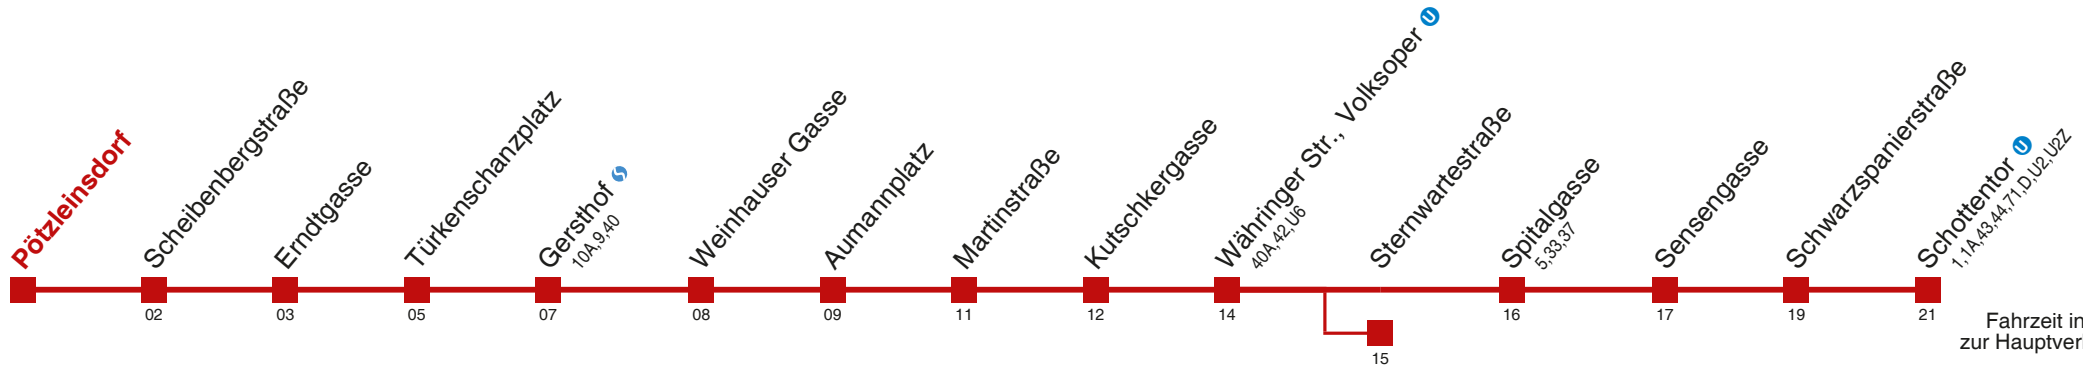 Pötzleinsdorf
Scheibenbergstraße
02
Erndtgasse
03
Türkenschanzplatz
05
Gersthof
10A,9,40
07
Weinhauser Gasse
08
Aumannplatz
09
Martinstraße
11
Kutschkergasse
12
Währinger Str., Volksoper U
40A,42,U6
14
Sternwartestraße
15
Spitalgasse
5,33,37
16
Sensengasse
17
Schwarzspanierstraße
19
Schottentor U
1,1A,43,44,71,D,U2,U2Z
21
Fahrzeit in
zur Hauptver